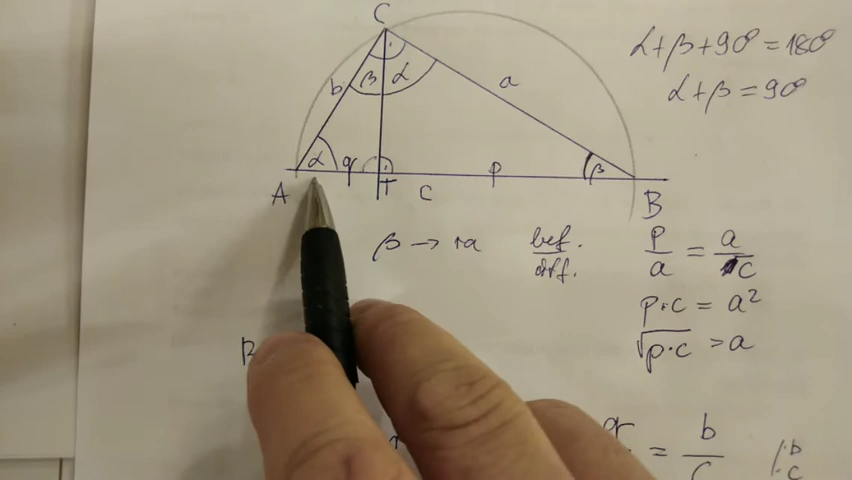 C
α+β+90°=180°
α+β=90°
b β α a
α q p β
A T C B
β → ra
bef.
átf.
p/a = a/c
p·c = a²
√p·c = a
q = b/c /·b ·c